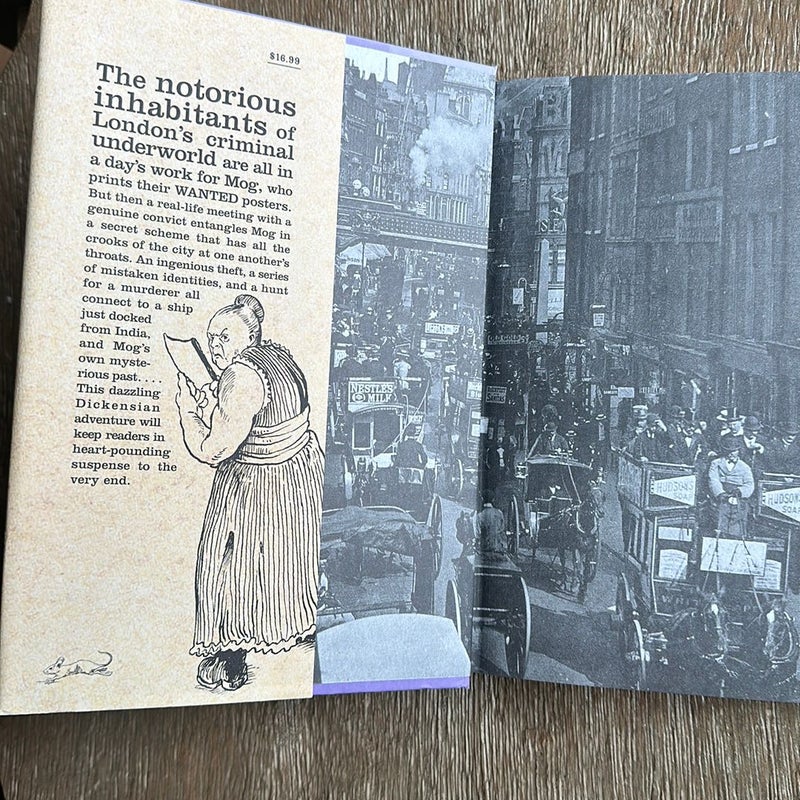 $16.99
The notorious
inhabitants of
London's criminal
underworld are all in
a day's work for Mog, who
prints their WANTED posters.
But then a real-life meeting with a
genuine convict entangles Mog in
a secret scheme that has all the
crooks of the city at one another's
throats. An ingenious theft, a series
of mistaken identities, and a hunt
for a murderer all
connect to a ship
just docked
from India,
and Mog's
own myste-
rious past. . . .
This dazzling
Dickensian
adventure will
keep readers in
heart-pounding
suspense to the
very end.
NESTLE'S
MILK
HUDSON'S
SOAP
HUDSON'S
SOAP